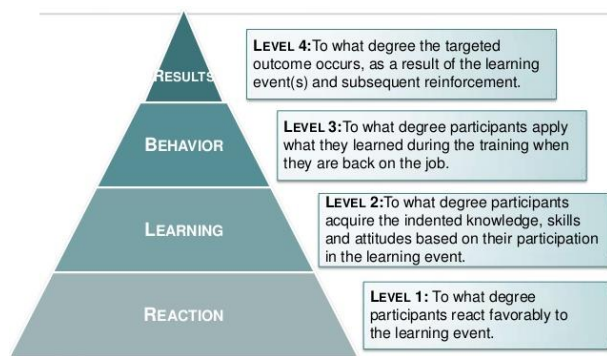 RESULTS
LEVEL 4:To what degree the targeted
outcome occurs, as a result of the learning
event(s) and subsequent reinforcement.
BEHAVIOR
LEVEL 3:To what degree participants apply
what they learned during the training when
they are back on the job.
LEARNING
LEVEL 2:To what degree participants
acquire the indented knowledge, skills
and attitudes based on their participation
in the learning event.
REACTION
LEVEL 1: To what degree
participants react favorably to
the learning event.